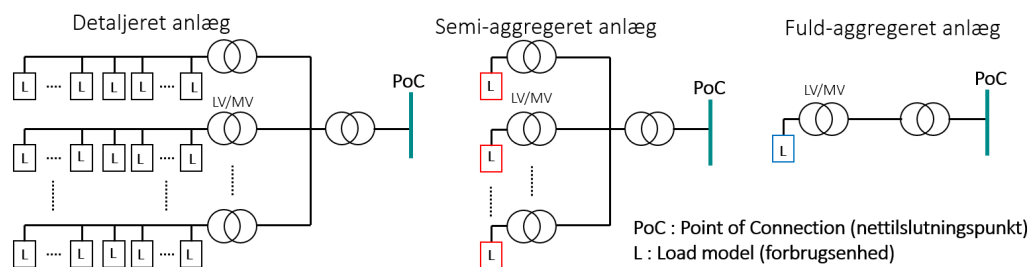 Detaljeret anlæg
Semi-aggregeret anlæg
Fuld-aggregeret anlæg
L .... L L L .... L
LV/MV
L .... L L L .... L
L .... L L L .... L
PoC
L
LV/MV
L
L
PoC
LV/MV
L
PoC
PoC : Point of Connection (nettilslutningspunkt)
L : Load model (forbrugsenhed)